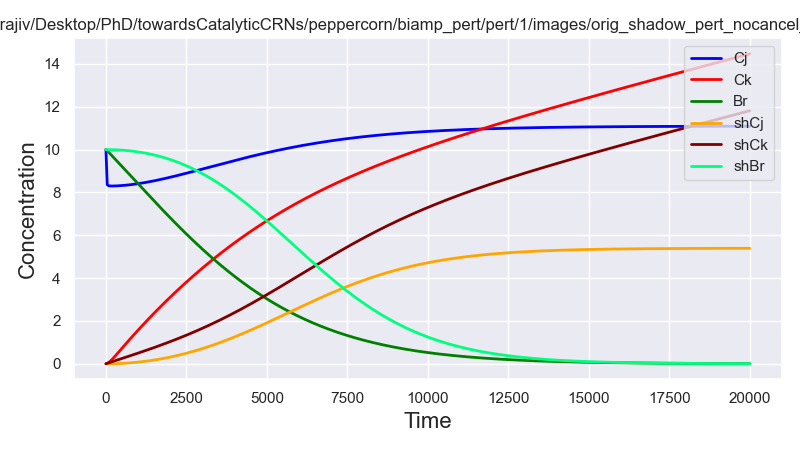 rajiv/Desktop/PhD/towardsCatalyticCRNs/peppercorn/biamp_pert/pert/1/images/orig_shadow_pert_nocancel_
Concentration
14
12
10
8
6
4
2
0
0 2500 5000 7500 10000 12500 15000 17500 20000
Time
Cj
Ck
Br
shCj
shCk
shBr